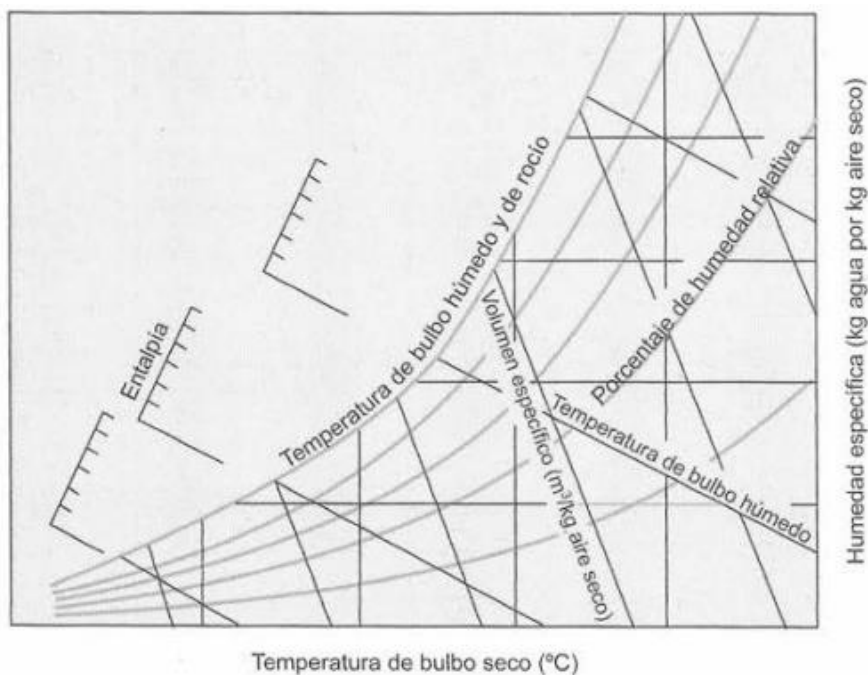 Entalpía
Temperatura de bulbo húmedo y de rocío
Volumen específico (m³/kg aire seco)
Porcentaje de humedad relativa
Temperatura de bulbo húmedo
Humedad específica (kg agua por kg aire seco)
Temperatura de bulbo seco (ºC)